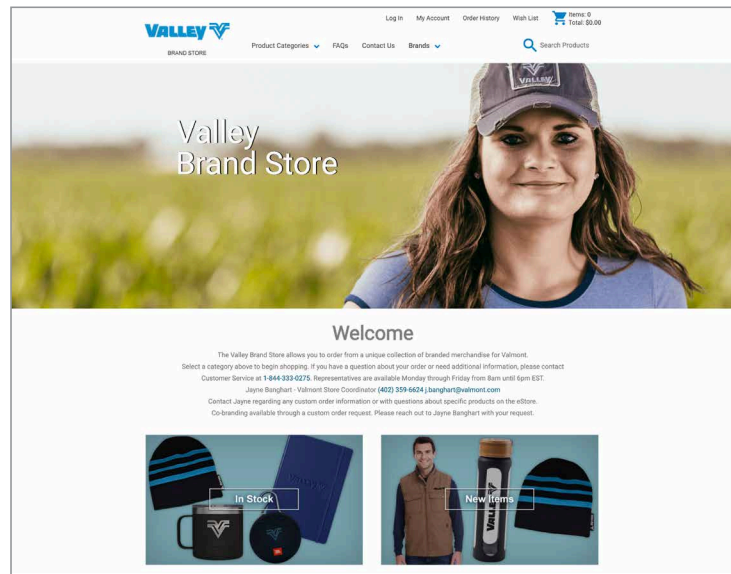 Log In My Account Order History Wish List Items: 0
Total: $0.00
VALLEY
BRAND STORE
Product Categories FAQs Contact Us Brands Search Products
VALLEY
Valley
Brand Store
Welcome
The Valley Brand Store allows you to order from a unique collection of branded merchandise for Valmont.
Select a category above to begin shopping. If you have a question about your order or need additional information, please contact
Customer Service at 1-844-333-0275. Representatives are available Monday through Friday from 8am until 6pm EST.
Jayne Banghart - Valmont Store Coordinator (402) 359-6624 j.banghart@valmont.com
Contact Jayne regarding any custom order information or with questions about specific products on the eStore.
Co-branding available through a custom order request. Please reach out to Jayne Banghart with your request.
VALLEY
In Stock
JBL
VALLEY
New Items